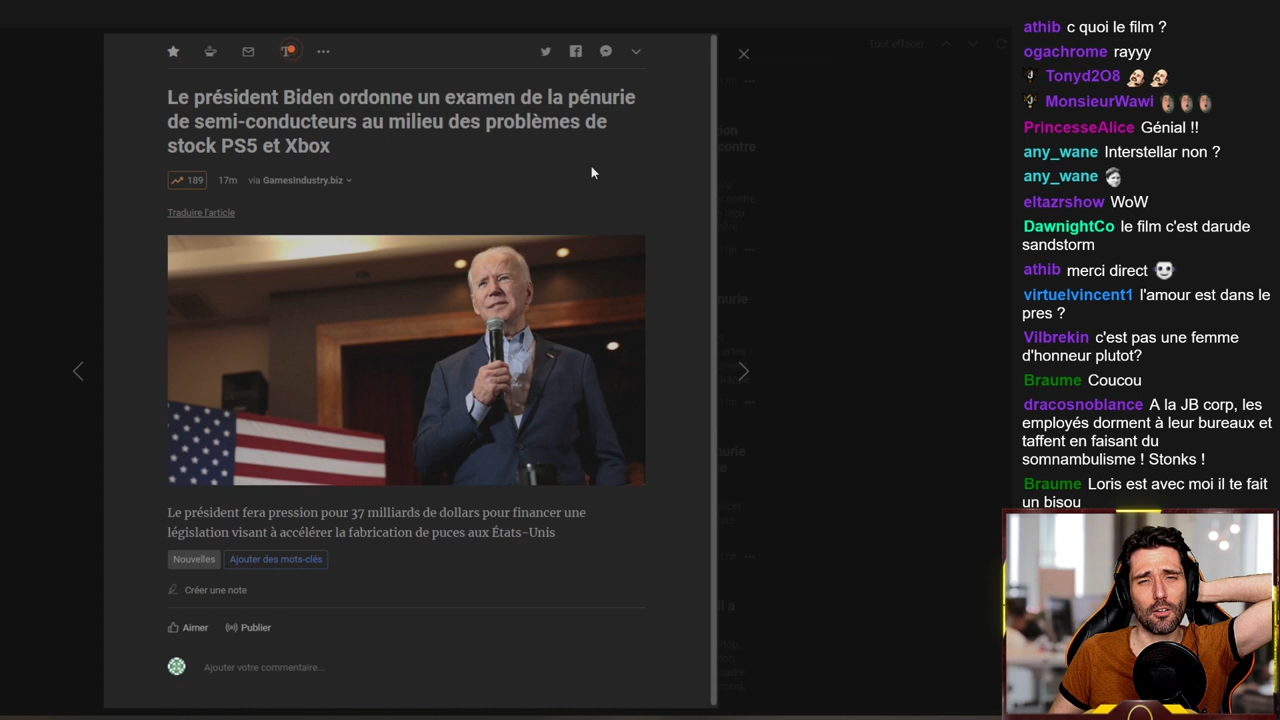 Tout effacer
Le président Biden ordonne un examen de la pénurie
de semi-conducteurs au milieu des problèmes de
stock PS5 et Xbox
189 17m via GamesIndustry.biz
Traduire l'article
Le président fera pression pour 37 milliards de dollars pour financer une
législation visant à accélérer la fabrication de puces aux États-Unis
Nouvelles Ajouter des mots-clés
Créer une note
Aimer Publier
Ajouter votre commentaire...
contre
athib c quoi le film ?
ogachrome rayyy
Tonyd2O8
MonsieurWawi
PrincesseAlice Génial !!
any_wane Interstellar non ?
any_wane
eltazrshow WoW
DawnightCo le film c'est darude
sandstorm
athib merci direct
virtuelvincent1 l'amour est dans le
pres ?
Vilbrekin c'est pas une femme
d'honneur plutot?
Braume Coucou
dracosnoblance A la JB corp, les
employés dorment à leur bureaux et
taffent en faisant du
somnambulisme ! Stonks !
Braume Loris est avec moi il te fait
un bisou